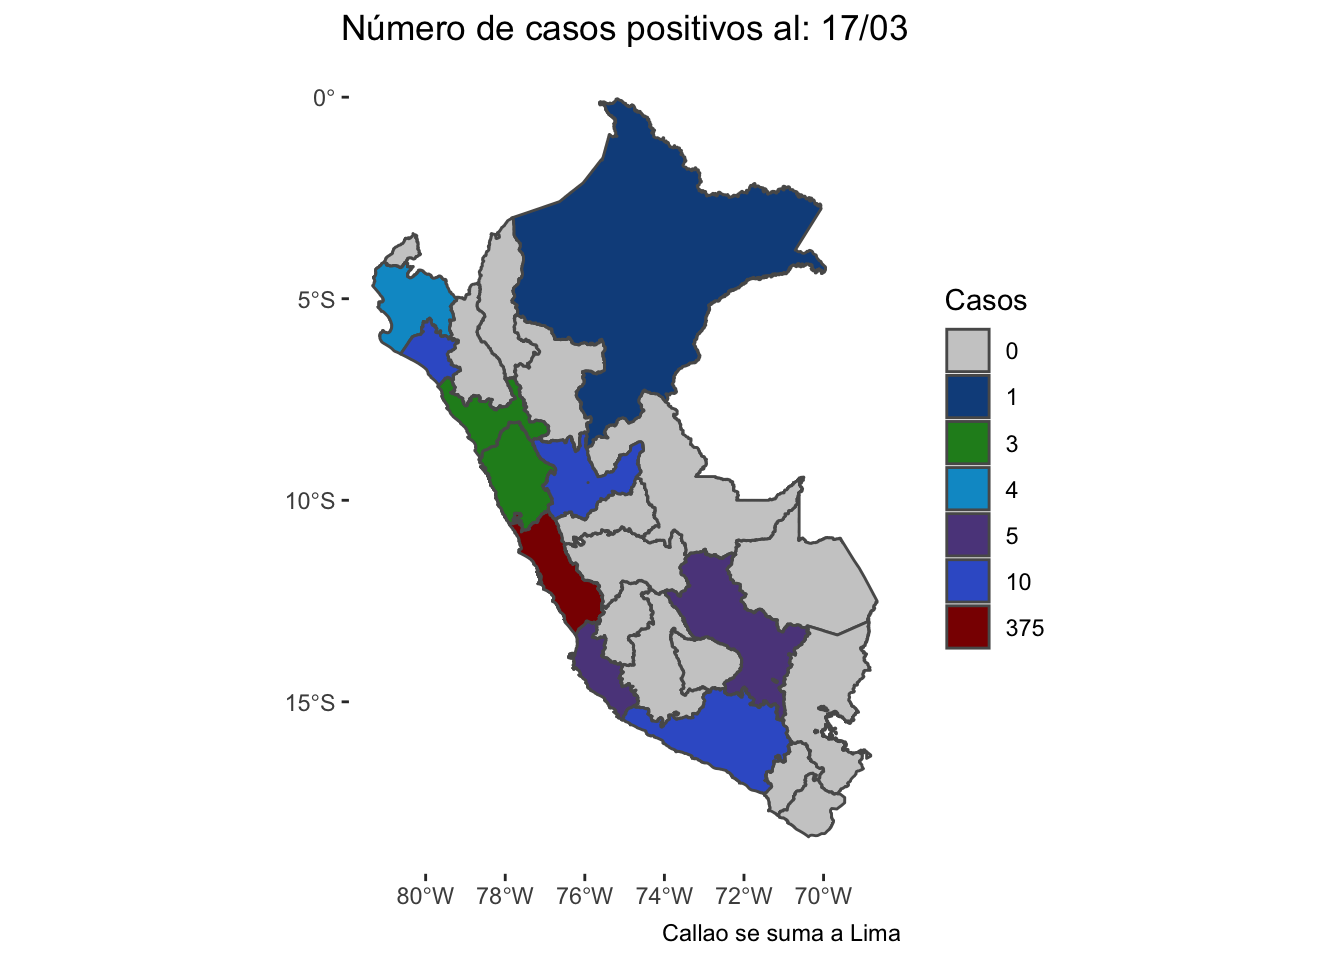 Número de casos positivos al: 17/03
0°
5°S
10°S
15°S
80°W 78°W 76°W 74°W 72°W 70°W
Callao se suma a Lima
Casos
0
1
3
4
5
10
375